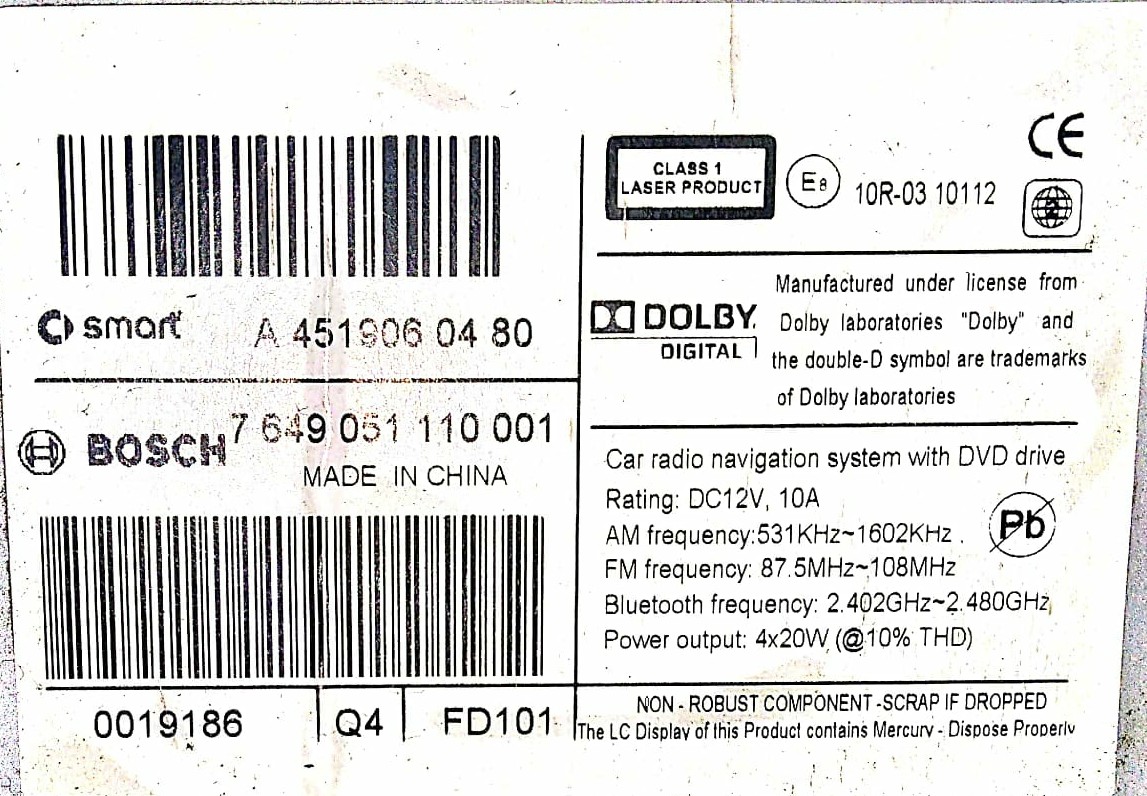 smart A 451906 04 80
BOSCH 7 649 051 110 001
MADE IN CHINA
0019186 Q4 FD101
CLASS 1
LASER PRODUCT
E8 10R-03 10112
CE
DOLBY
DIGITAL
Manufactured under license from
Dolby laboratories "Dolby" and
the double-D symbol are trademarks
of Dolby laboratories
Car radio navigation system with DVD drive
Rating: DC12V, 10A
AM frequency:531KHz~1602KHz
FM frequency: 87.5MHz~108MHz
Bluetooth frequency: 2.402GHz~2.480GHz
Power output: 4x20W (@10% THD)
Pb
NON - ROBUST COMPONENT -SCRAP IF DROPPED
The LC Display of this Product contains Mercury - Dispose Properly